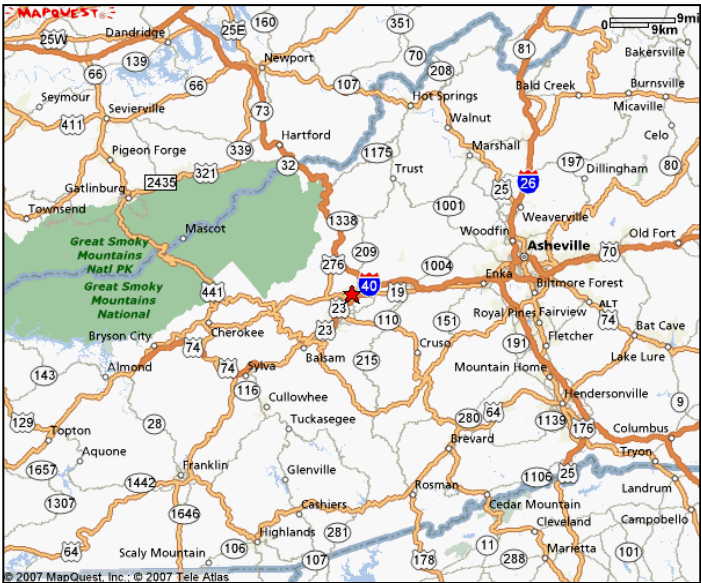 MAPQUEST
25W
Dandridge
139
66
25E
160
Newport
351
70
208
107
Hot Springs
81
0
9mi
9km
Bakersville
Bald Creek
Burnsville
Micaville
Seymour
66
Sevierville
411
73
Hartford
Walnut
Marshall
Celo
Pigeon Forge
339
32
1175
Trust
197
Dillingham
80
Gatlinburg
2435
321
25
26
Townsend
Mascot
1338
1001
Weaverville
Woodfin
Asheville
Old Fort
Great Smoky
Mountains
Natl PK
Great Smoky
Mountains
National
276
209
40
1004
Enka
70
Biltmore Forest
441
23
19
ALT
74
Royal Pines
Fairview
Bryson City
Cherokee
23
110
151
191
Fletcher
Bat Cave
74
74
Balsam
215
Cruso
Lake Lure
143
Almond
Sylva
Mountain Home
116
Cullowhee
Hendersonville
9
129
Topton
28
Tuckasegee
280
64
1139
176
Columbus
Aquone
Brevard
Tryon
1657
Franklin
Glenville
1106
25
1442
Rosman
Landrum
1307
1646
Cashiers
Cedar Mountain
Campobello
64
106
Highlands
281
Cleveland
Scaly Mountain
107
178
11
288
Marietta
101
© 2007 MapQuest, Inc.; © 2007 Tele Atlas